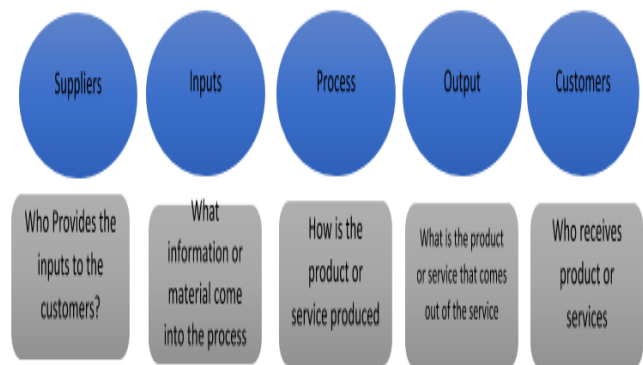 Suppliers
Inputs
Process
Output
Customers
Who Provides the
inputs to the
customers?
What
information or
material come
into the process
How is the
product or
service produced
What is the product
or service that comes
out of the service
Who receives
product or
services